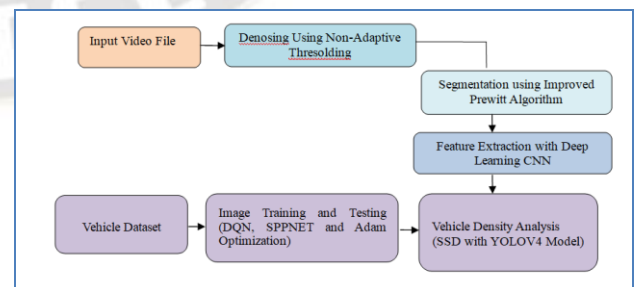 Input Video File
Denosing Using Non-Adaptive
Thresolding
Segmentation using Improved
Prewitt Algorithm
Feature Extraction with Deep
Learning CNN
Vehicle Dataset
Image Training and Testing
(DQN, SPPNET and Adam
Optimization)
Vehicle Density Analysis
(SSD with YOLOV4 Model)